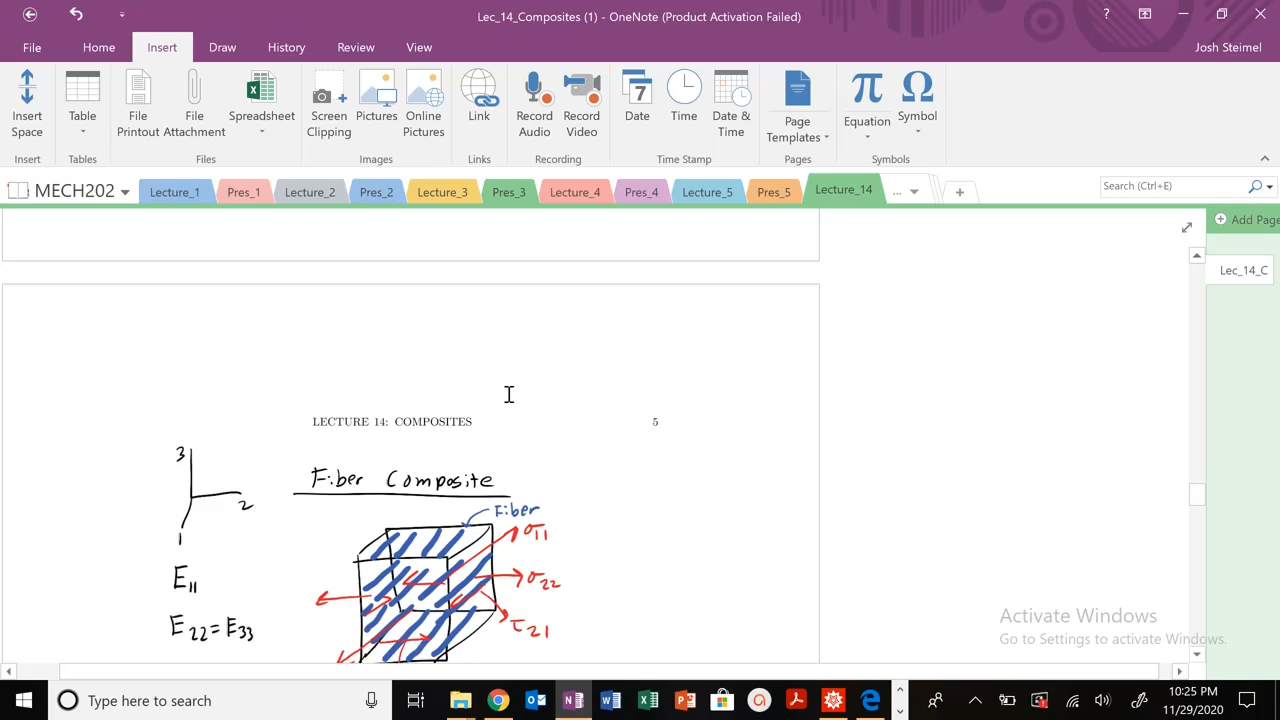 Lec_14_Composites (1) - OneNote (Product Activation Failed)
?
File
Home
Insert
Draw
History
Review
View
Josh Steimel
Insert Space
Table
File Printout
File Attachment
Spreadsheet
Screen Clipping
Pictures
Online Pictures
Link
Record Audio
Record Video
7
Date
Time
Date & Time
Page Templates
π
Equation
Ω
Symbol
Insert
Tables
Files
Images
Links
Recording
Time Stamp
Pages
Symbols
MECH202
Lecture_1
Pres_1
Lecture_2
Pres_2
Lecture_3
Pres_3
Lecture_4
Pres_4
Lecture_5
Pres_5
Lecture_14
...
+
Search (Ctrl+E)
Add Page
Lec_14_C
LECTURE 14: COMPOSITES 5
3
2
1
Fiber Composite
Fiber
σ11
σ22
τ21
E11
E22=E33
Activate Windows
Go to Settings to activate Windows.
Type here to search
10:25 PM
11/29/2020